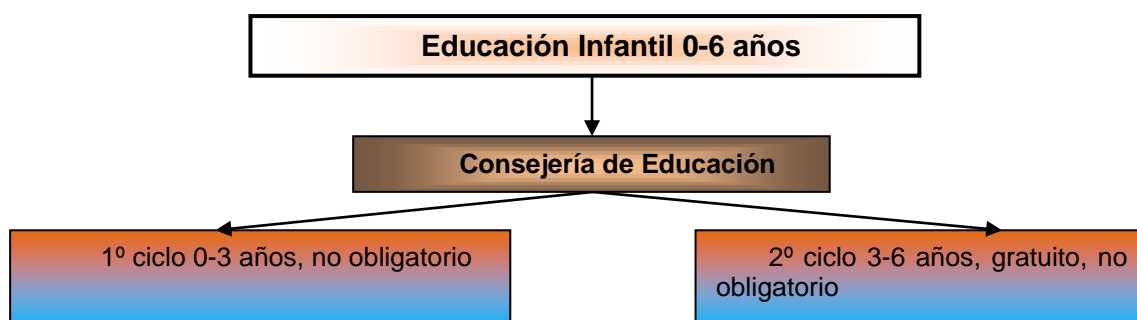 Educación Infantil 0-6 años
Consejería de Educación
1º ciclo 0-3 años, no obligatorio
2º ciclo 3-6 años, gratuito, no
obligatorio